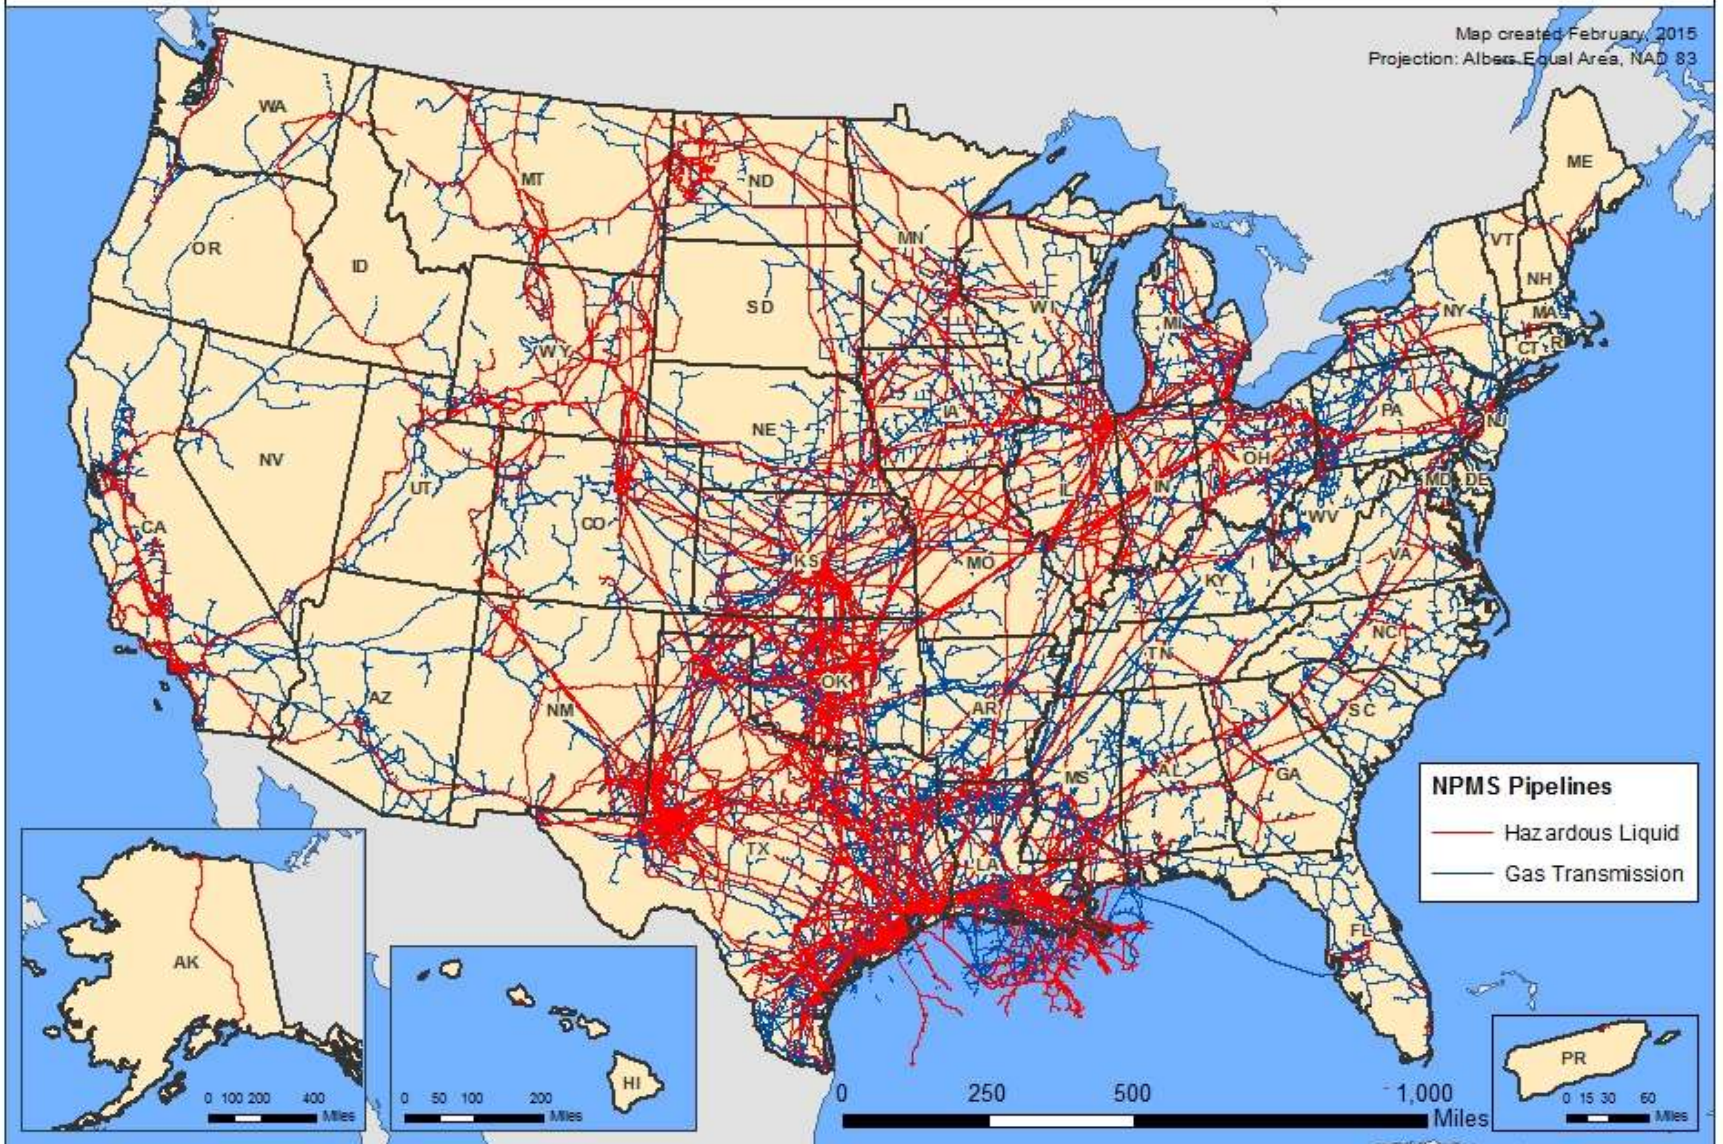 Map created February, 2015
Projection: Albers Equal Area, NAD 83
WA
MT
ND
MN
OR
ID
SD
WI
MI
ME
VT
NH
NY
MA
CT
RI
WY
NE
IA
PA
NJ
NV
UT
CO
IL
IN
OH
MD
DE
WV
VA
CA
KS
MO
KY
AZ
NM
OK
AR
TN
NC
SC
TX
LA
MS
AL
GA
FL
NPMS Pipelines
Hazardous Liquid
Gas Transmission
AK
0 100 200 400
Miles
HI
0 50 100 200
Miles
0 250 500 1,000
Miles
PR
0 15 30 60
Miles